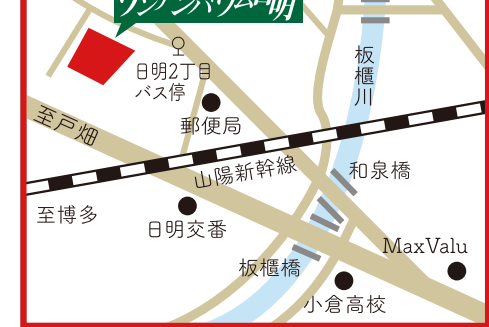 日明2丁目
バス停
板櫃川
至戸畑
郵便局
山陽新幹線
和泉橋
至博多
日明交番
MaxValu
板櫃橋
小倉高校